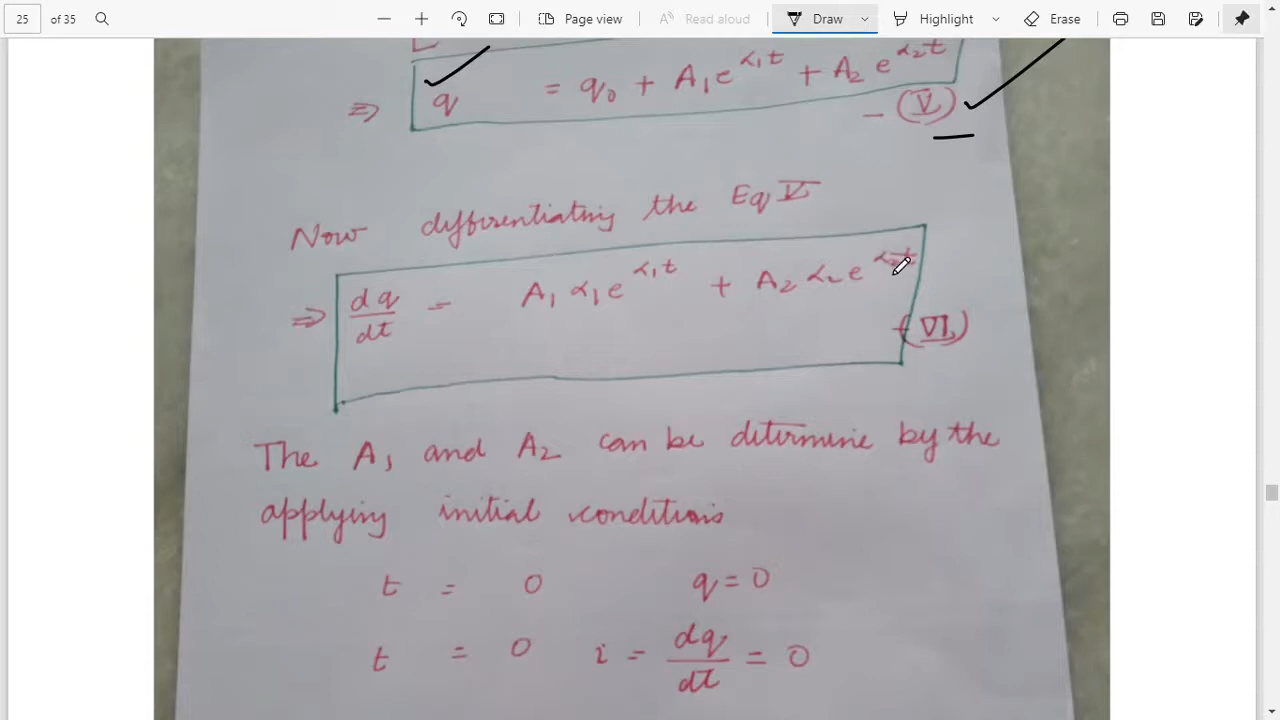 25 of 35 Page view Read aloud Draw Highlight Erase
⇒ q = q₀ + A₁e^α₁t + A₂e^α₂t
– (V)
Now differentiating the Eq V
⇒ dq/dt = A₁α₁e^α₁t + A₂α₂e^α₂t
– (VI)
The A₁ and A₂ can be determine by the
applying initial conditions
t = 0 q = 0
t = 0 i = dq/dt = 0